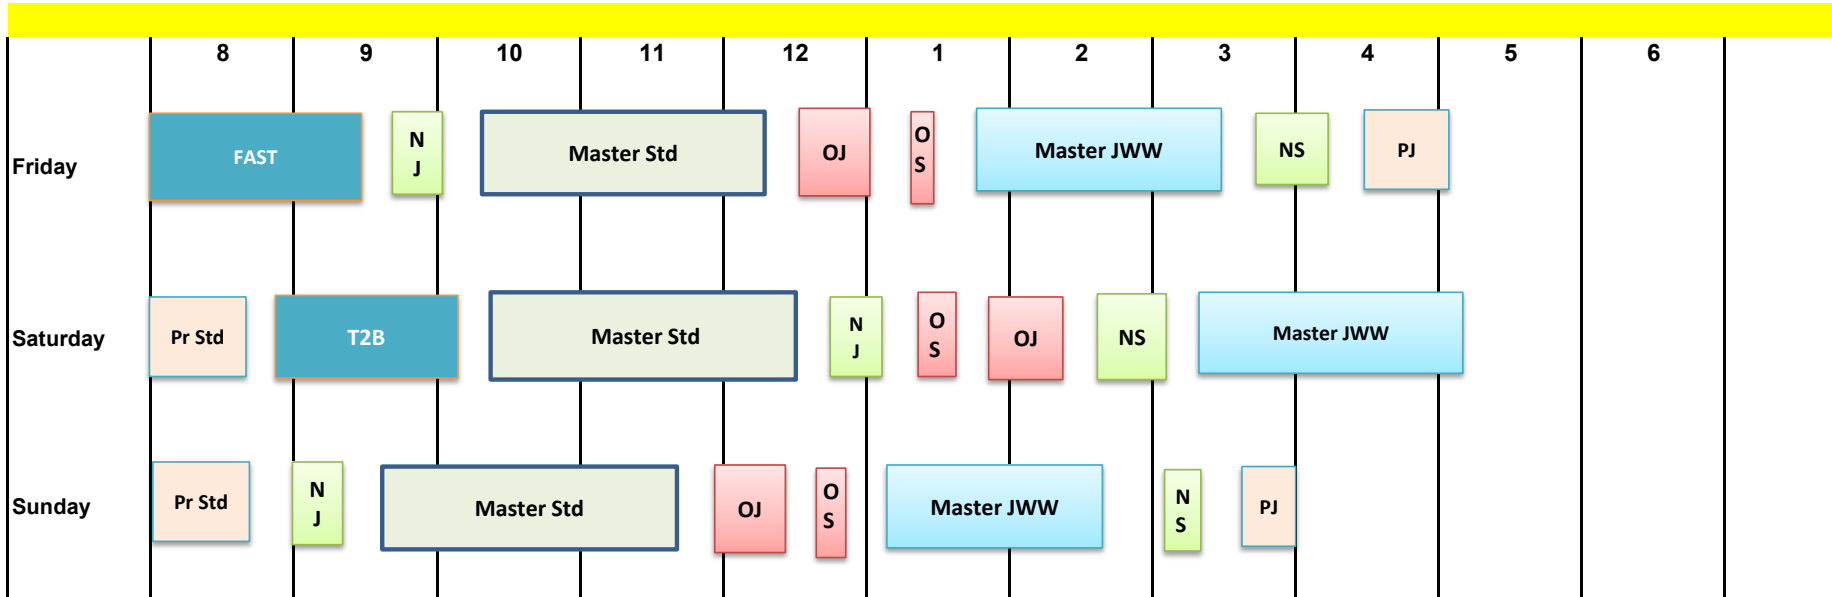 8 9 10 11 12 1 2 3 4 5 6
Friday
FAST
N
J
Master Std
OJ
O
S
Master JWW
NS
PJ
Saturday
Pr Std
T2B
Master Std
N
J
O
S
OJ
NS
Master JWW
Sunday
Pr Std
N
J
Master Std
OJ
O
S
Master JWW
N
S
PJ